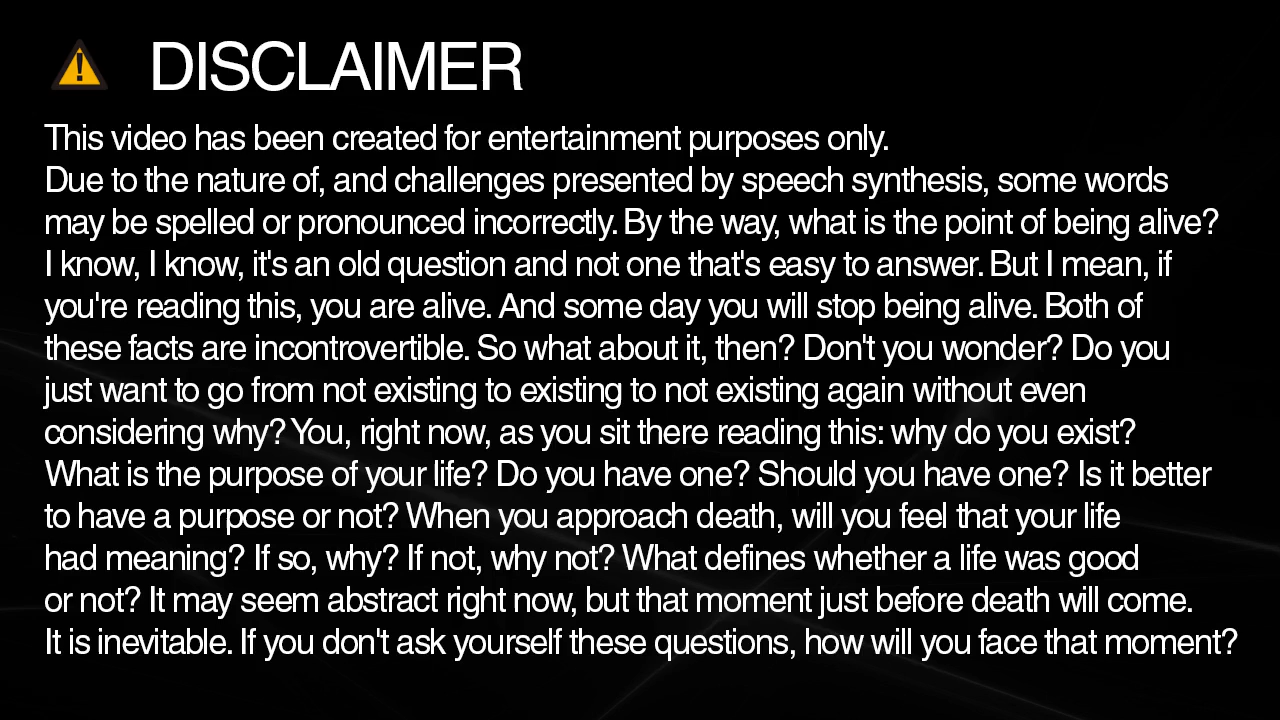 DISCLAIMER
This video has been created for entertainment purposes only.
Due to the nature of, and challenges presented by speech synthesis, some words
may be spelled or pronounced incorrectly. By the way, what is the point of being alive?
I know, I know, it's an old question and not one that's easy to answer. But I mean, if
you're reading this, you are alive. And some day you will stop being alive. Both of
these facts are incontrovertible. So what about it, then? Don't you wonder? Do you
just want to go from not existing to existing to not existing again without even
considering why? You, right now, as you sit there reading this: why do you exist?
What is the purpose of your life? Do you have one? Should you have one? Is it better
to have a purpose or not? When you approach death, will you feel that your life
had meaning? If so, why? If not, why not? What defines whether a life was good
or not? It may seem abstract right now, but that moment just before death will come.
It is inevitable. If you don't ask yourself these questions, how will you face that moment?